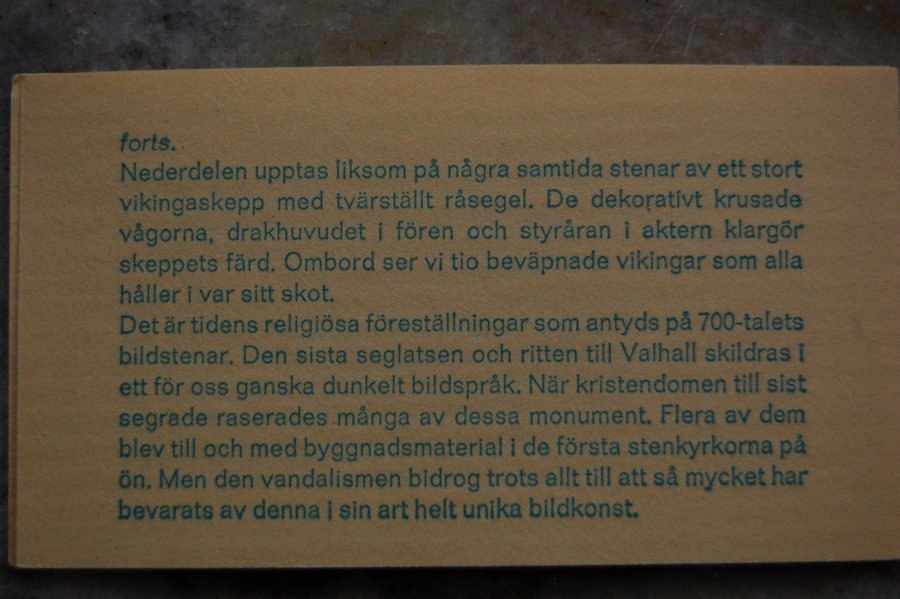 forts.
Nederdelen upptas liksom på några samtida stenar av ett stort
vikingaskepp med tvärställt råsegel. De dekorativt krusade
vågorna, drakhuvudet i fören och styråran i aktern klargör
skeppets färd. Ombord ser vi tio beväpnade vikingar som alla
håller i var sitt skot.
Det är tidens religiösa föreställningar som antyds på 700-talets
bildstenar. Den sista seglatsen och ritten till Valhall skildras i
ett för oss ganska dunkelt bildspråk. När kristendomen till sist
segrade raserades många av dessa monument. Flera av dem
blev till och med byggnadsmaterial i de första stenkyrkorna på
ön. Men den vandalismen bidrog trots allt till att så mycket har
bevarats av denna i sin art helt unika bildkonst.